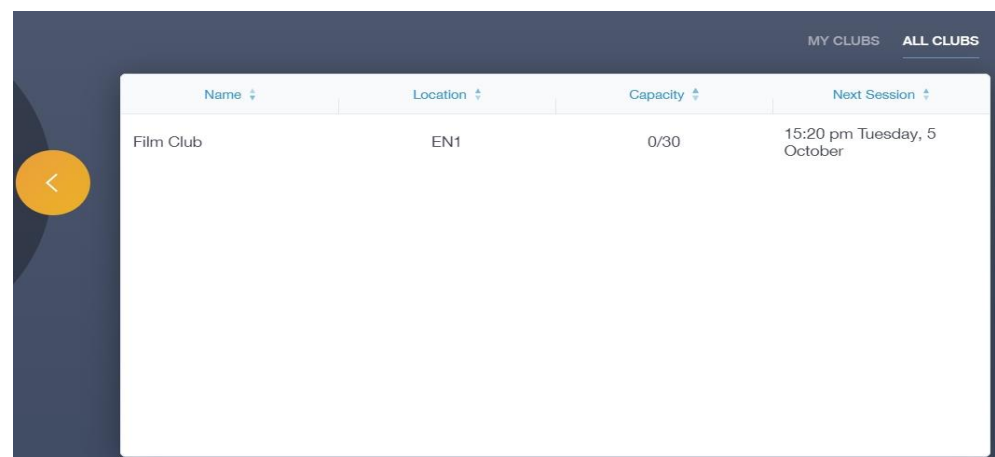 MY CLUBS ALL CLUBS
Name Location Capacity Next Session
Film Club EN1 0/30 15:20 pm Tuesday, 5
October